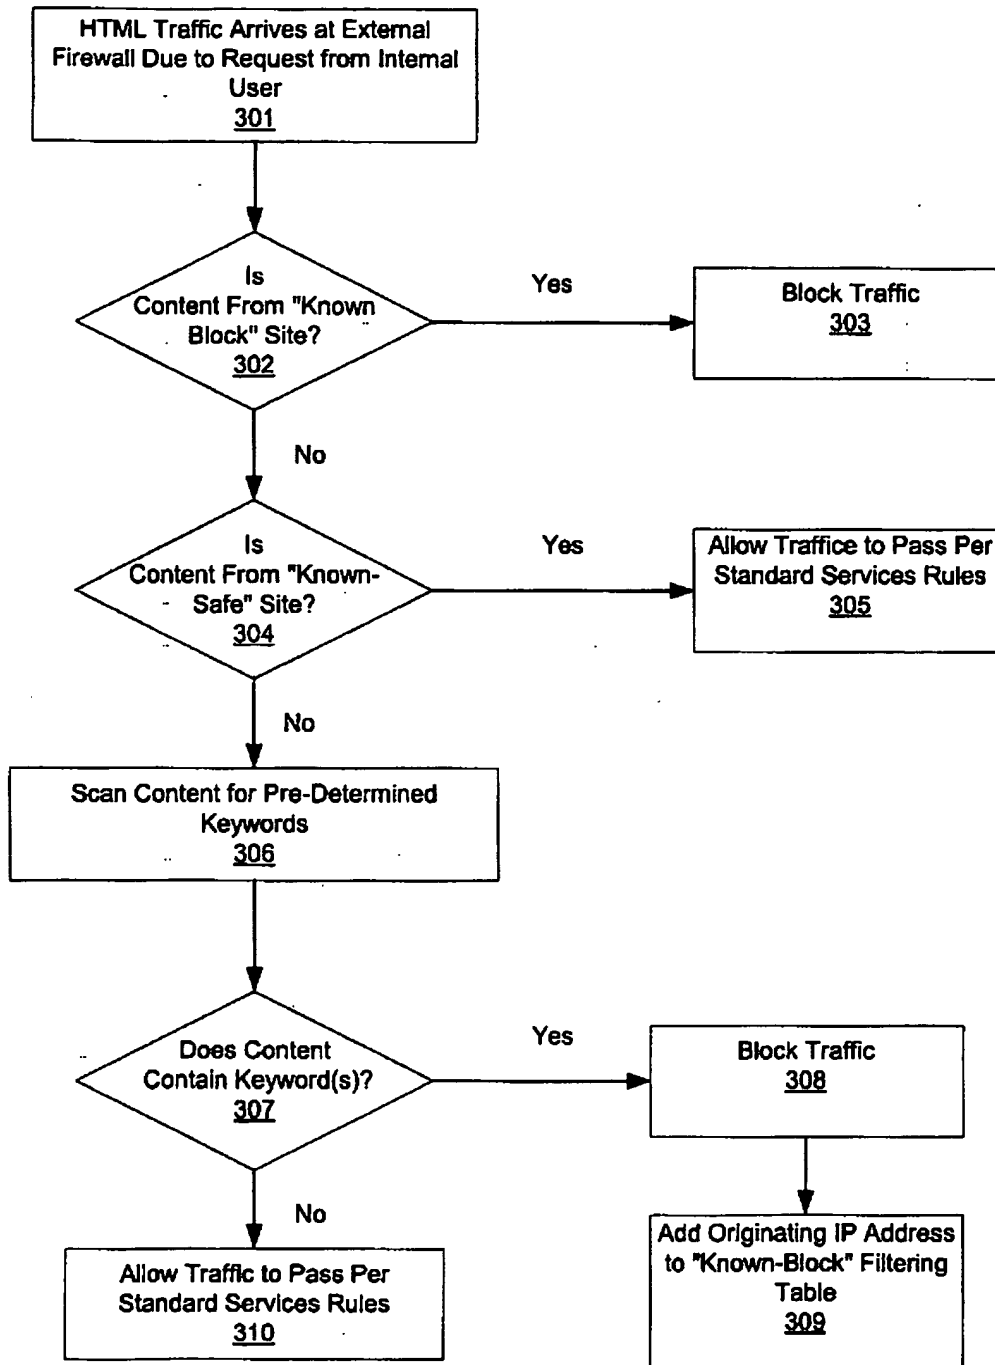 HTML Traffic Arrives at External
Firewall Due to Request from Internal
User
301
Is
Content From "Known
Block" Site?
302
Yes
Block Traffic
303
No
Is
Content From "Known-
Safe" Site?
304
Yes
Allow Traffice to Pass Per
Standard Services Rules
305
No
Scan Content for Pre-Determined
Keywords
306
Does Content
Contain Keyword(s)?
307
Yes
Block Traffic
308
No
Allow Traffic to Pass Per
Standard Services Rules
310
Add Originating IP Address
to "Known-Block" Filtering
Table
309